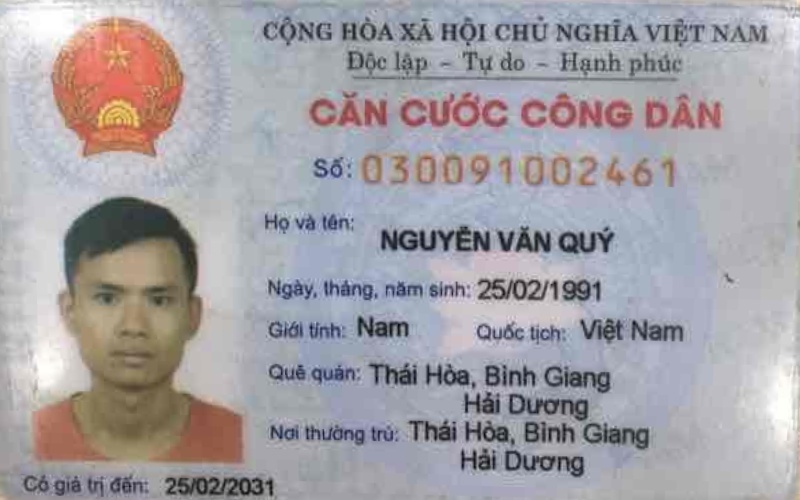 CỘNG HÒA XÃ HỘI CHỦ NGHĨA VIỆT NAM
Độc lập - Tự do - Hạnh phúc
CĂN CƯỚC CÔNG DÂN
Số: 030091002461
Họ và tên:
NGUYỄN VĂN QUÝ
Ngày, tháng, năm sinh: 25/02/1991
Giới tính: Nam Quốc tịch: Việt Nam
Quê quán: Thái Hòa, Bình Giang
Hải Dương
Nơi thường trú: Thái Hòa, Bình Giang
Hải Dương
Có giá trị đến: 25/02/2031